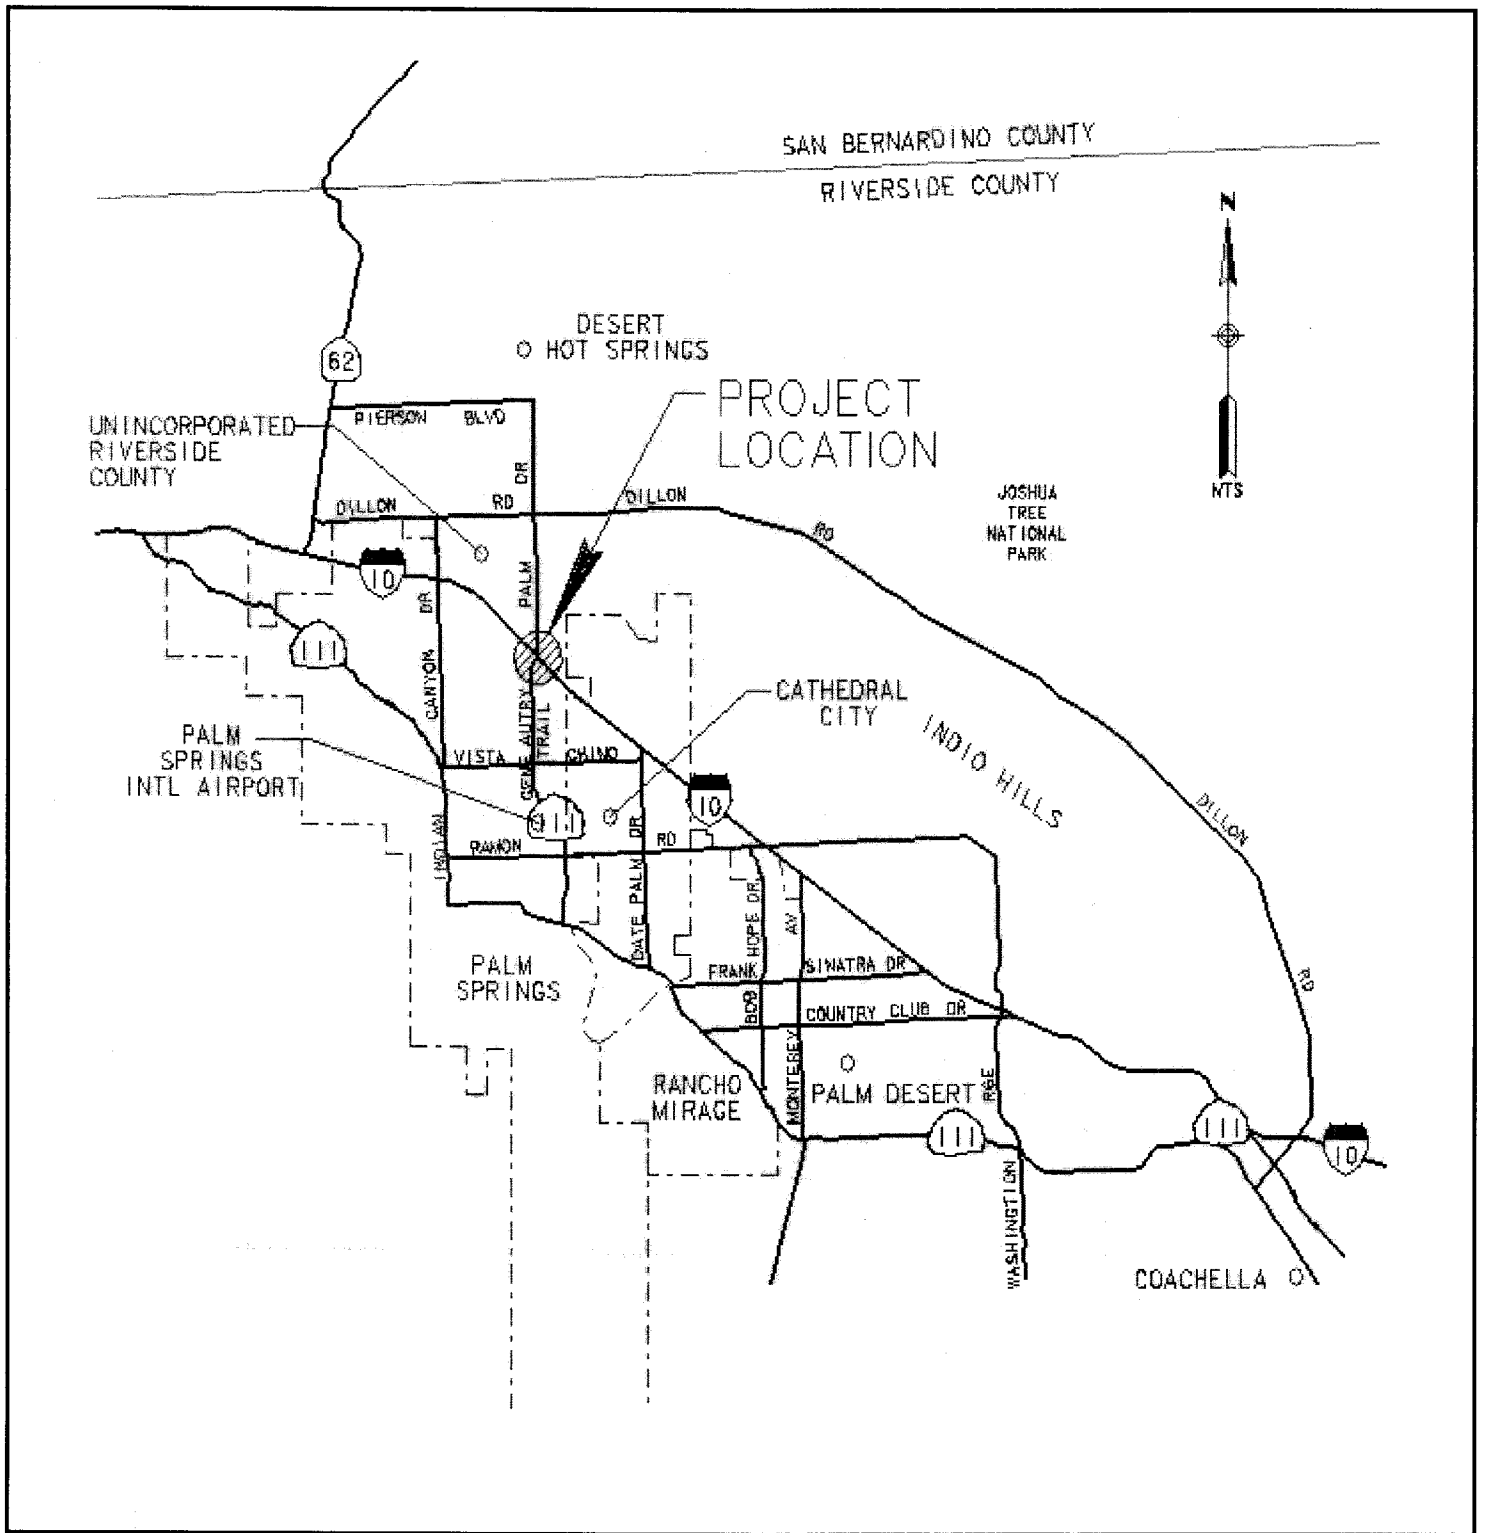 SAN BERNARDINO COUNTY
RIVERSIDE COUNTY
N
NTS
DESERT
HOT SPRINGS
62
PROJECT
LOCATION
PIERSON BLVD
UNINCORPORATED
RIVERSIDE
COUNTY
DILLON RD
DILLON
RD
JOSHUA
TREE
NATIONAL
PARK
PALM DR
10
111
INDIAN CANYON DR
GENE AUTRY
TRAIL
CATHEDRAL
CITY
INDIO HILLS
PALM
SPRINGS
INTL AIRPORT
VISTA CHINO
111
10
DILLON
RD
RAMON RD
DATE PALM DR
BOB HOPE DR
MONTEREY AV
PALM
SPRINGS
FRANK SINATRA DR
COUNTRY CLUB DR
RANCHO
MIRAGE
PALM DESERT
111
111
10
WASHINGTON
COACHELLA